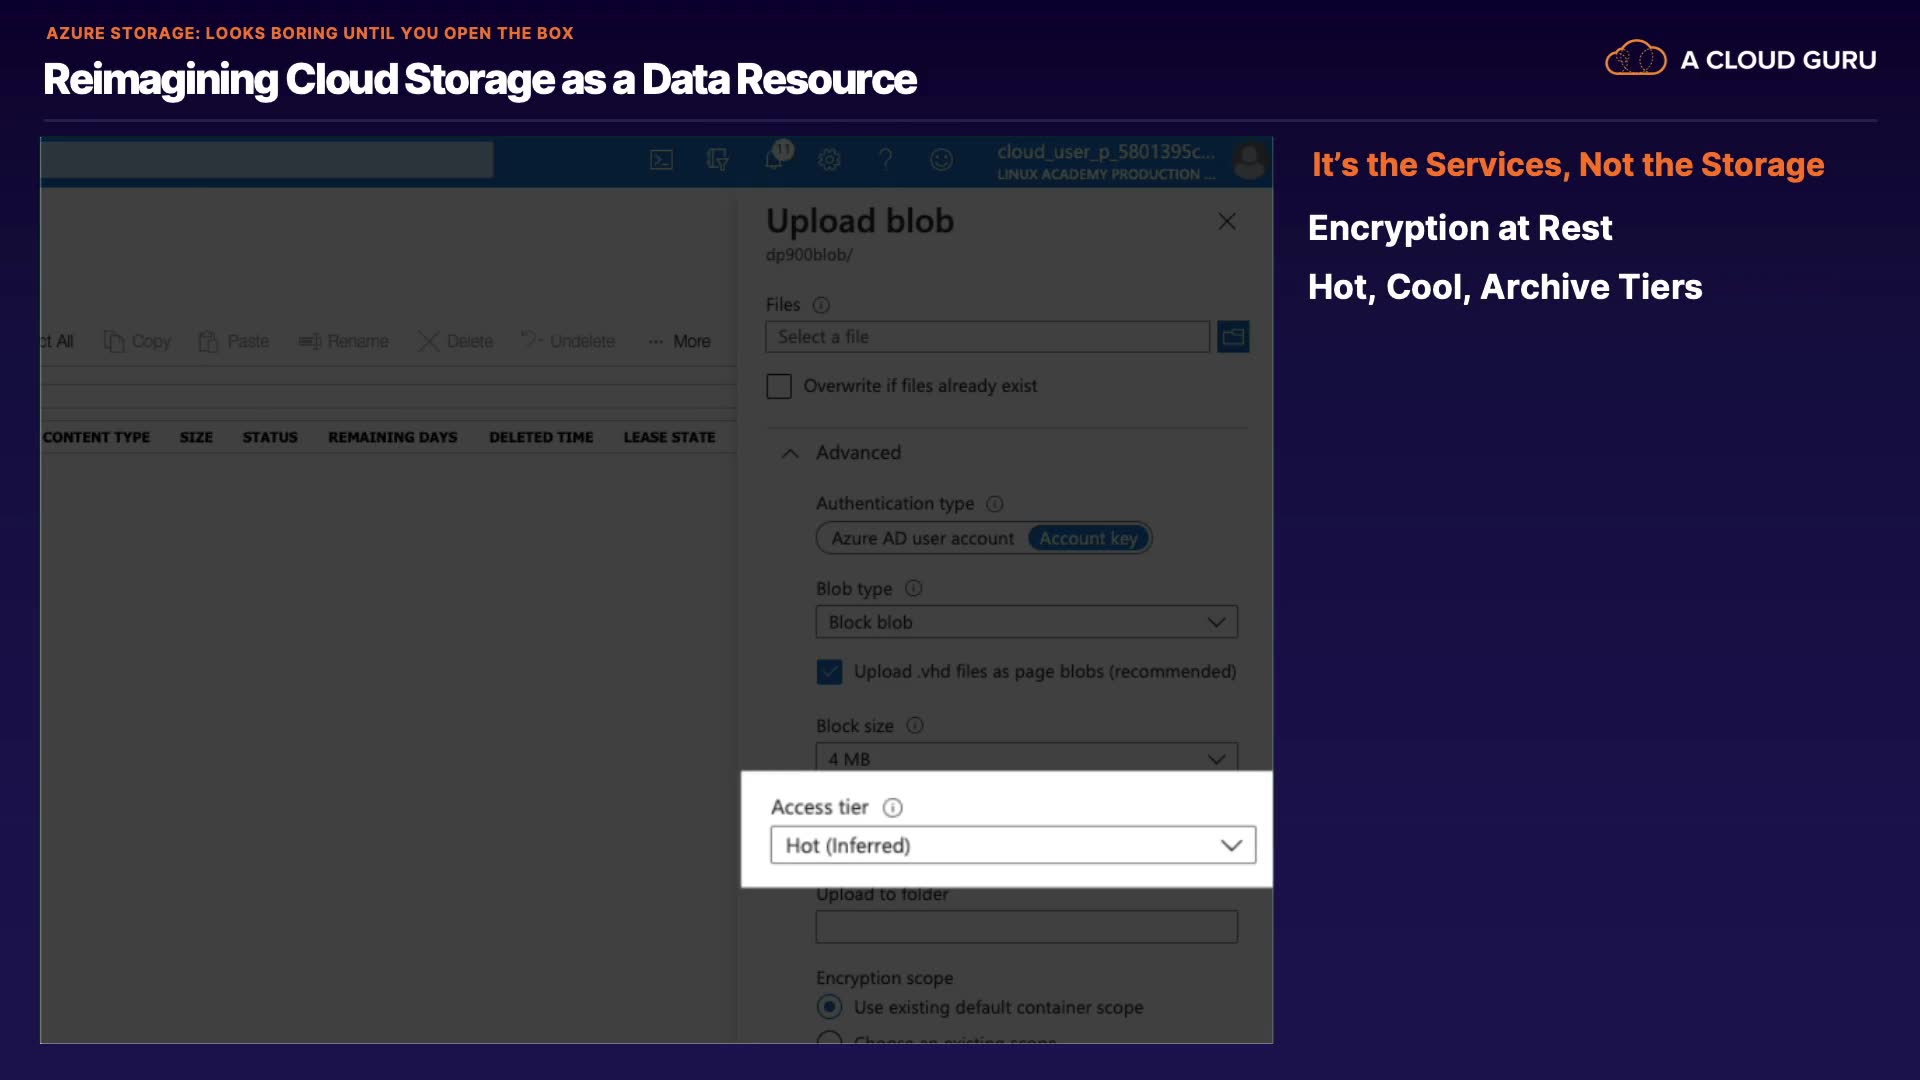 AZURE STORAGE: LOOKS BORING UNTIL YOU OPEN THE BOX
Reimagining Cloud Storage as a Data Resource
A CLOUD GURU
11
cloud_user_p_5801395c...
LINUX ACADEMY PRODUCTION ...
Upload blob
dp900blob/
Files
Select a file
Overwrite if files already exist
ct All Copy Paste Rename Delete Undelete ... More
CONTENT TYPE SIZE STATUS REMAINING DAYS DELETED TIME LEASE STATE
Advanced
Authentication type
Azure AD user account Account key
Blob type
Block blob
Upload .vhd files as page blobs (recommended)
Block size
4 MB
Access tier
Hot (Inferred)
Upload to folder
Encryption scope
Use existing default container scope
Choose an existing scope
It's the Services, Not the Storage
Encryption at Rest
Hot, Cool, Archive Tiers